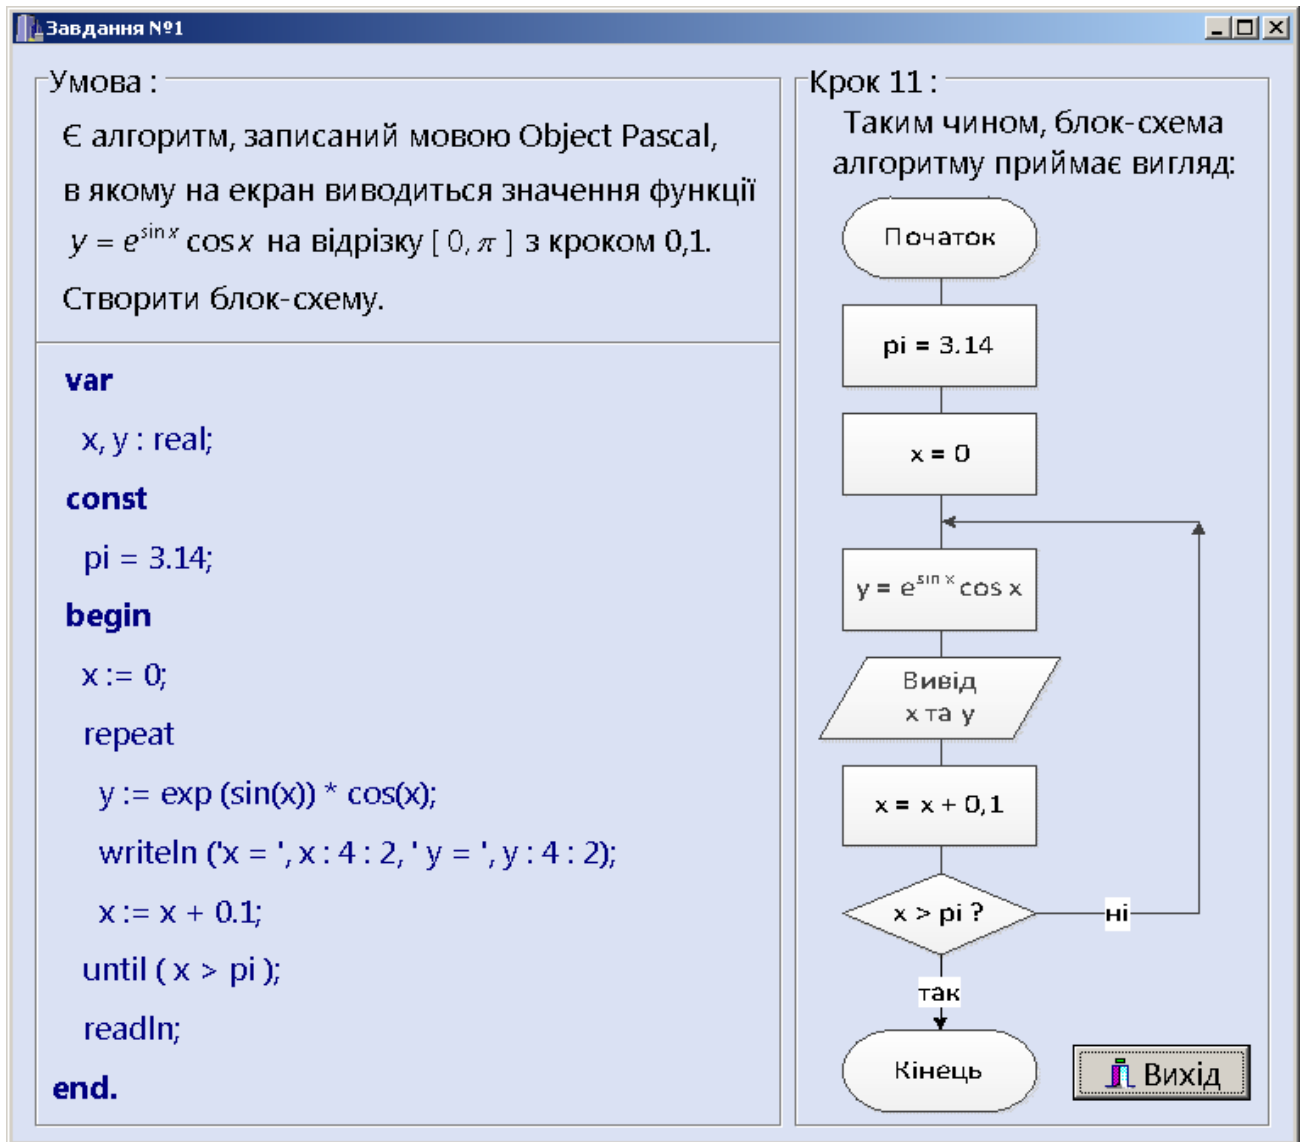 Завдання №1
Умова :
Є алгоритм, записаний мовою Object Pascal,
в якому на екран виводиться значення функції
y = e^sin x cos x на відрізку [ 0, π ] з кроком 0,1.
Створити блок-схему.
var
x, y : real;
const
pi = 3.14;
begin
x := 0;
repeat
y := exp (sin(x)) * cos(x);
writeln ('x = ', x : 4 : 2, ' y = ', y : 4 : 2);
x := x + 0.1;
until ( x > pi );
readln;
end.
Крок 11 :
Таким чином, блок-схема
алгоритму приймає вигляд:
Початок
pi = 3.14
x = 0
y = e^sin x cos x
Вивід
x та y
x = x + 0,1
x > pi ?
ні
так
Кінець
Вихід